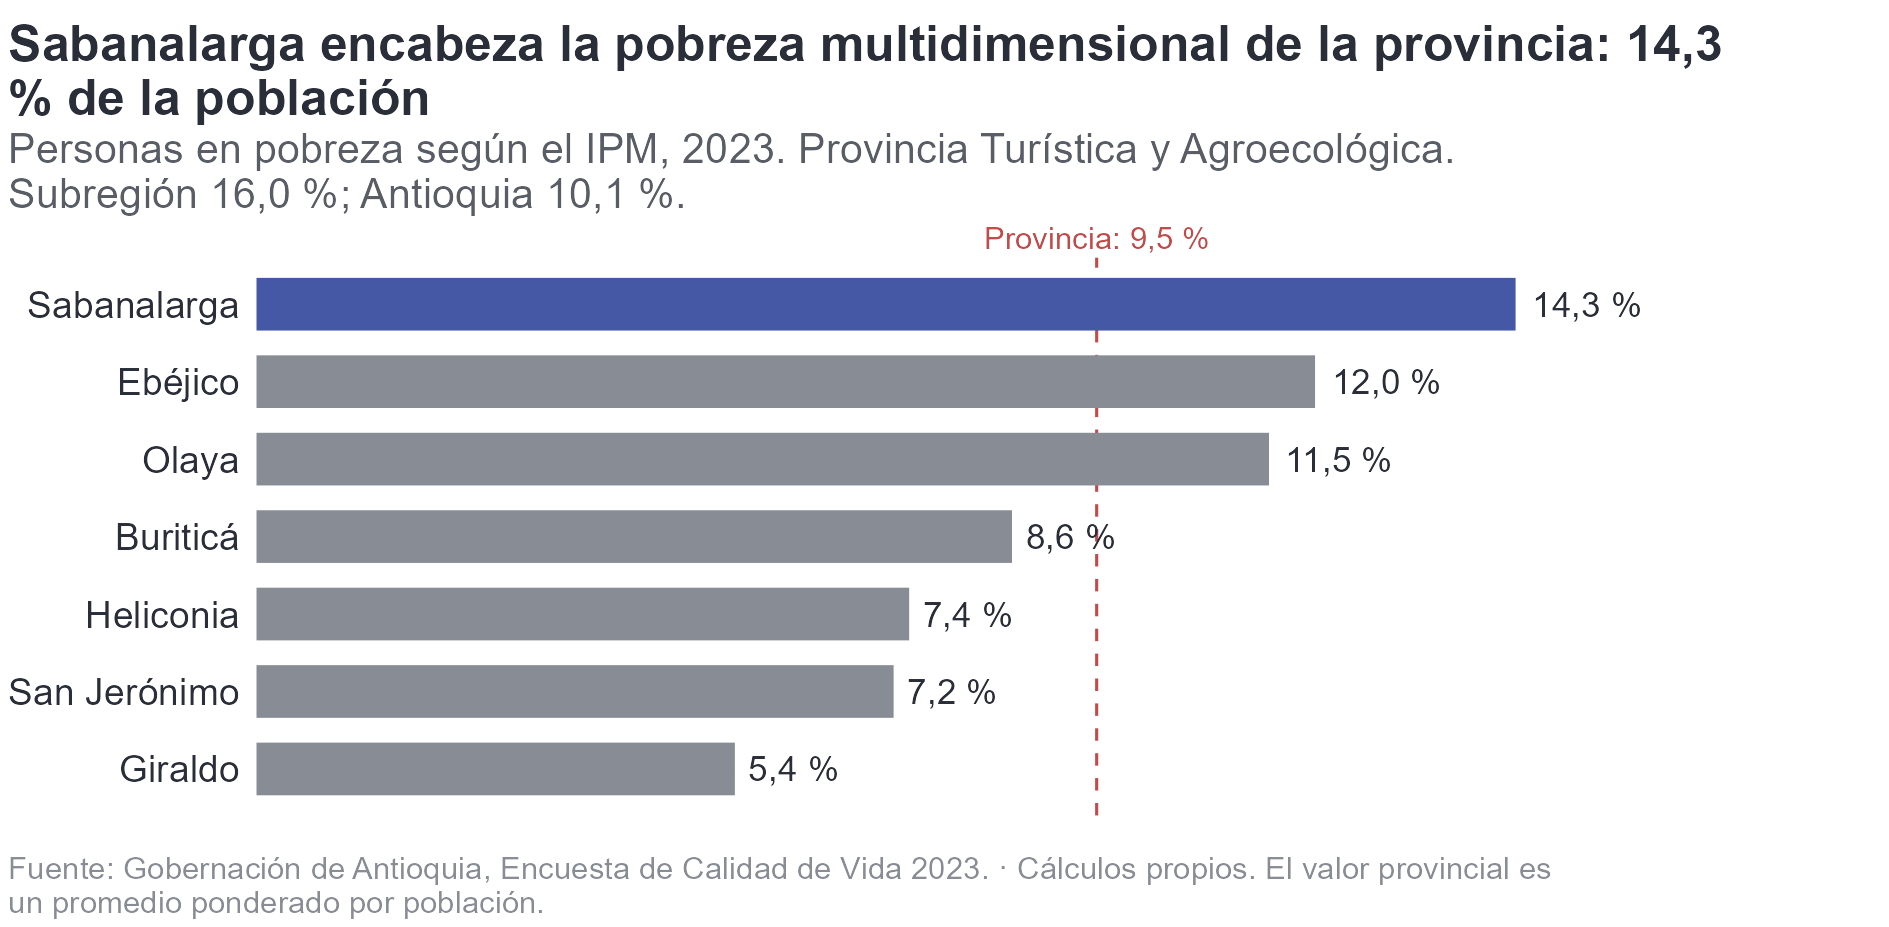 Sabanalarga encabeza la pobreza multidimensional de la provincia: 14,3
% de la población
Personas en pobreza según el IPM, 2023. Provincia Turística y Agroecológica.
Subregión 16,0 %; Antioquia 10,1 %.
Provincia: 9,5 %
Sabanalarga 14,3 %
Ebéjico 12,0 %
Olaya 11,5 %
Buriticá 8,6 %
Heliconia 7,4 %
San Jerónimo 7,2 %
Giraldo 5,4 %
Fuente: Gobernación de Antioquia, Encuesta de Calidad de Vida 2023. · Cálculos propios. El valor provincial es
un promedio ponderado por población.